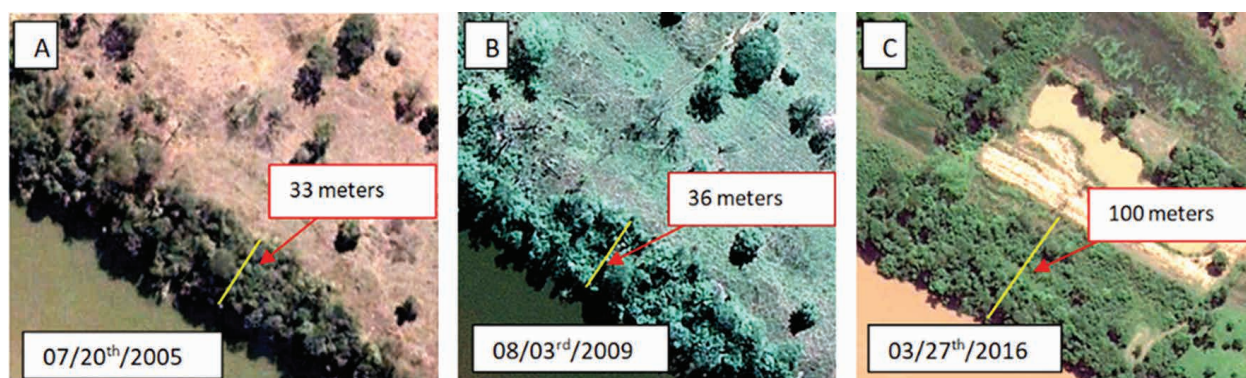 A
33 meters
07/20th/2005
B
36 meters
08/03rd/2009
C
100 meters
03/27th/2016